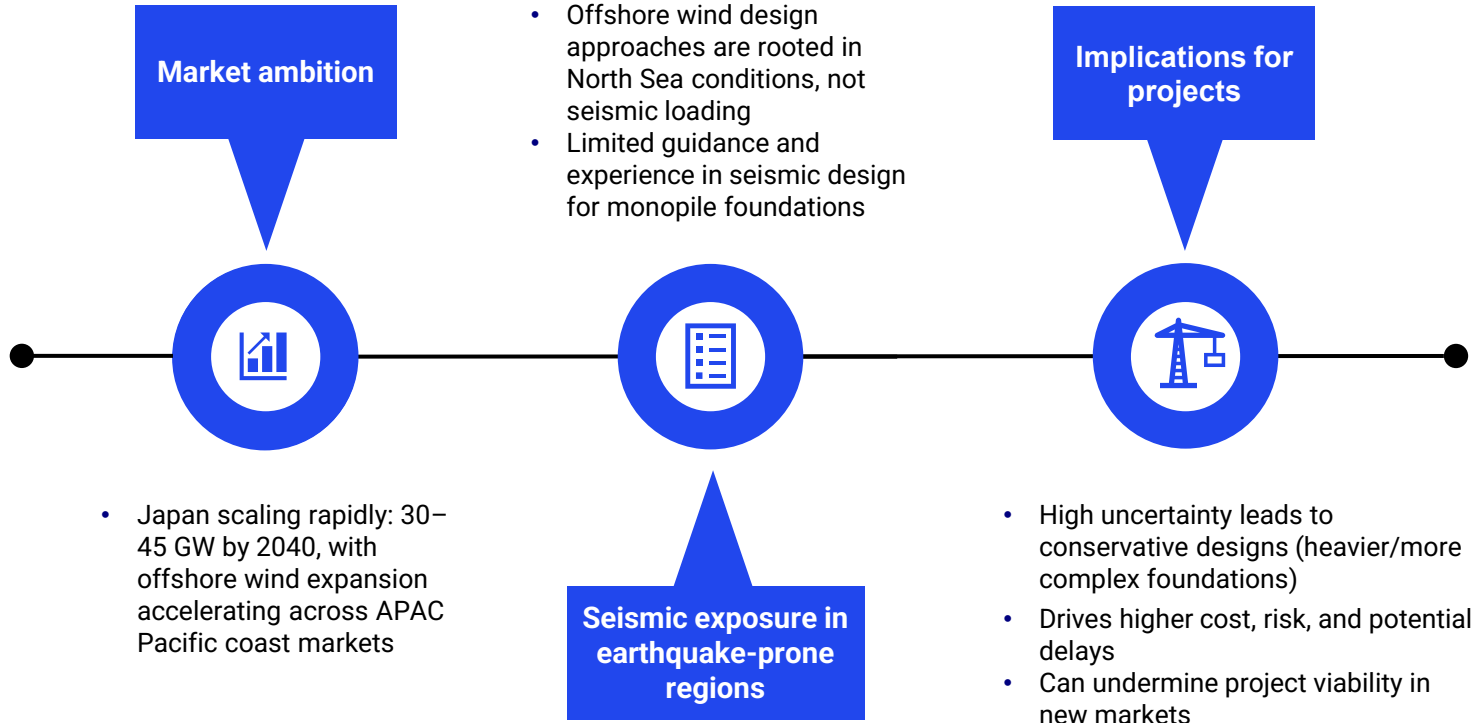 Market ambition
• Japan scaling rapidly: 30–
45 GW by 2040, with
offshore wind expansion
accelerating across APAC
Pacific coast markets
• Offshore wind design
approaches are rooted in
North Sea conditions, not
seismic loading
• Limited guidance and
experience in seismic design
for monopile foundations
Seismic exposure in
earthquake-prone
regions
Implications for
projects
• High uncertainty leads to
conservative designs (heavier/more
complex foundations)
• Drives higher cost, risk, and potential
delays
• Can undermine project viability in
new markets